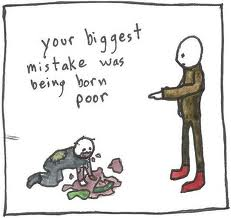 your biggest
mistake was
being born
poor